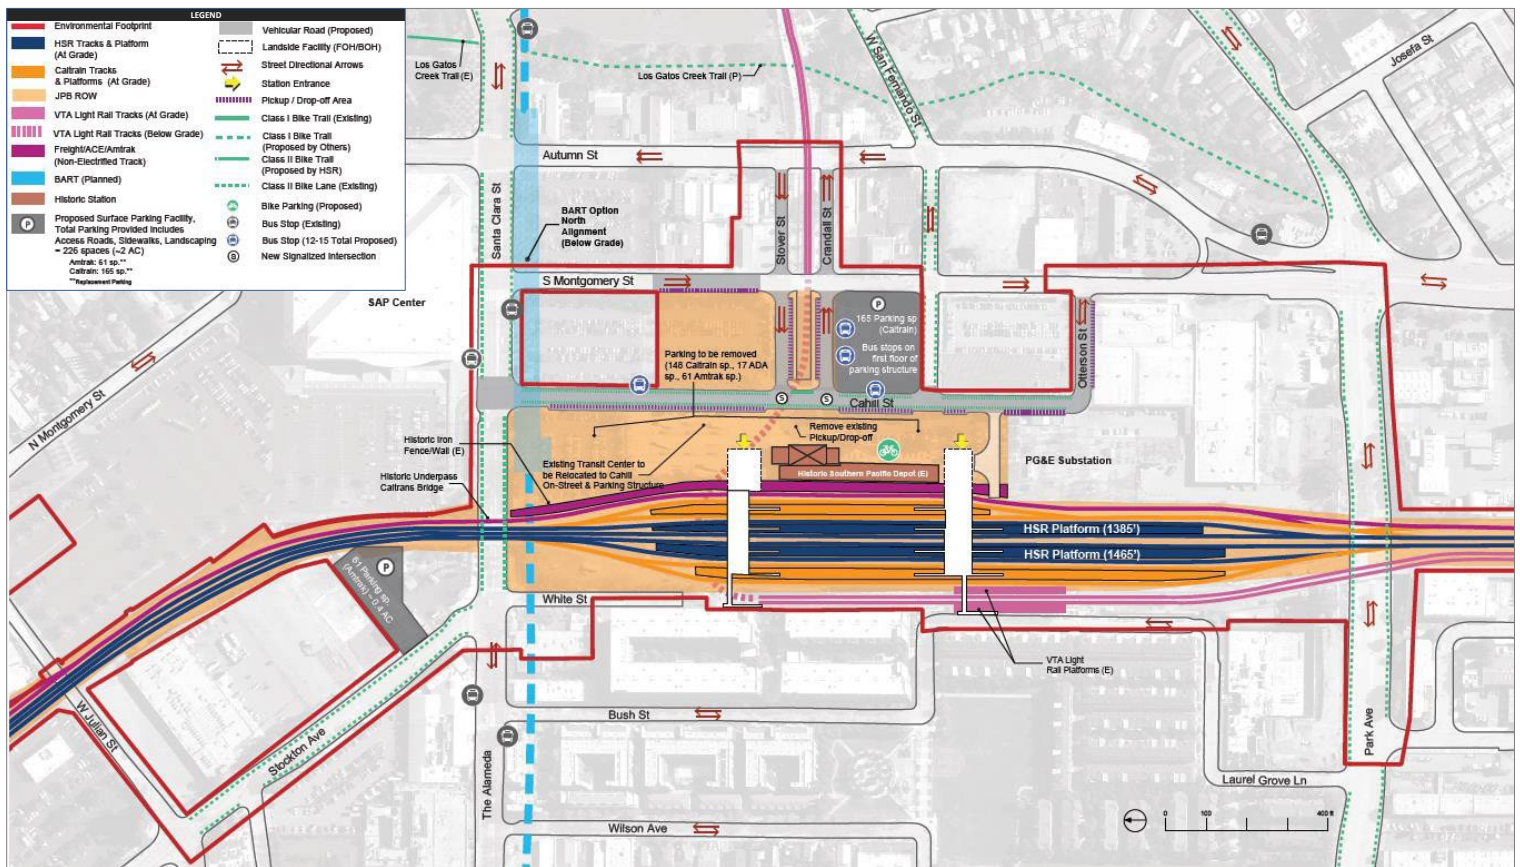 LEGEND
Environmental Footprint
HSR Tracks & Platform
(At Grade)
Caltrain Tracks
& Platforms (At Grade)
JPB ROW
VTA Light Rail Tracks (At Grade)
VTA Light Rail Tracks (Below Grade)
Freight/ACE/Amtrak
(Non-Electrified Track)
BART (Planned)
Historic Station
P
Proposed Surface Parking Facility,
Total Parking Provided Includes
Access Roads, Sidewalks, Landscaping
= 226 spaces (~2 AC)
Amtrak: 61 sp.**
Caltrain: 165 sp.**
**Replacement Parking
Vehicular Road (Proposed)
Landside Facility (FOH/BOH)
Street Directional Arrows
Station Entrance
Pickup / Drop-off Area
Class I Bike Trail (Existing)
Class I Bike Trail
(Proposed by Others)
Class II Bike Trail
(Proposed by HSR)
Class II Bike Lane (Existing)
Bike Parking (Proposed)
Bus Stop (Existing)
Bus Stop (12-15 Total Proposed)
S
New Signalized Intersection
Los Gatos
Creek Trail (E)
Los Gatos Creek Trail (P)
W San Fernando St
Josefa St
Autumn St
Santa Clara St
BART Option
North
Alignment
(Below Grade)
Stover St
Crandall St
S Montgomery St
SAP Center
N Montgomery St
P
165 Parking sp
(Caltrain)
Bus stops on
first floor of
parking structure
Otterson St
Parking to be removed
(148 Caltrain sp., 17 ADA
sp., 61 Amtrak sp.)
S
S
Cahill St
Remove existing
Pickup/Drop-off
Historic Iron
Fence/Wall (E)
Existing Transit Center to
be Relocated to Cahill
On-Street & Parking Structure
Historic Southern Pacific Depot (E)
PG&E Substation
Historic Underpass
Caltrans Bridge
HSR Platform (1385')
HSR Platform (1465')
P
61 Parking sp.
(Amtrak) ~ 0.4 AC
White St
VTA Light
Rail Platforms (E)
W Julian St
Stockton Ave
Bush St
The Alameda
Park Ave
Laurel Grove Ln
Wilson Ave
0 100 400 ft